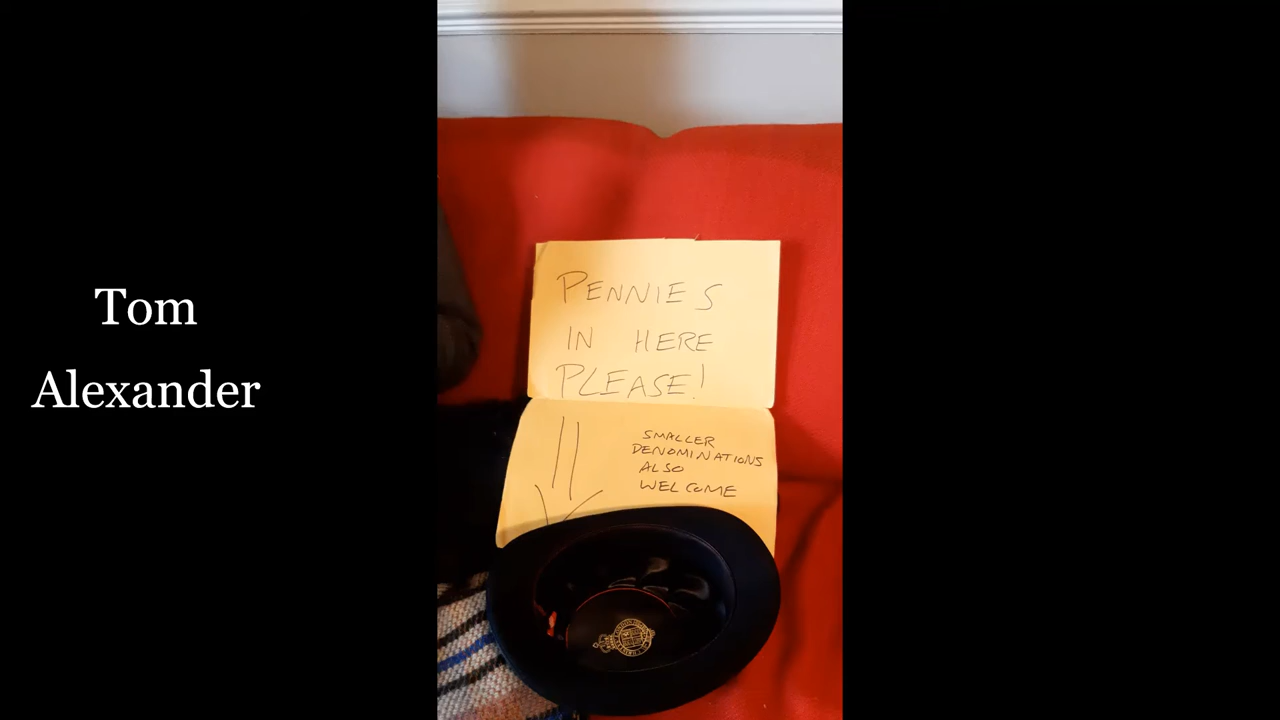 Tom
Alexander
PENNIES
IN HERE
PLEASE!
SMALLER
DENOMINATIONS
ALSO
WELCOME